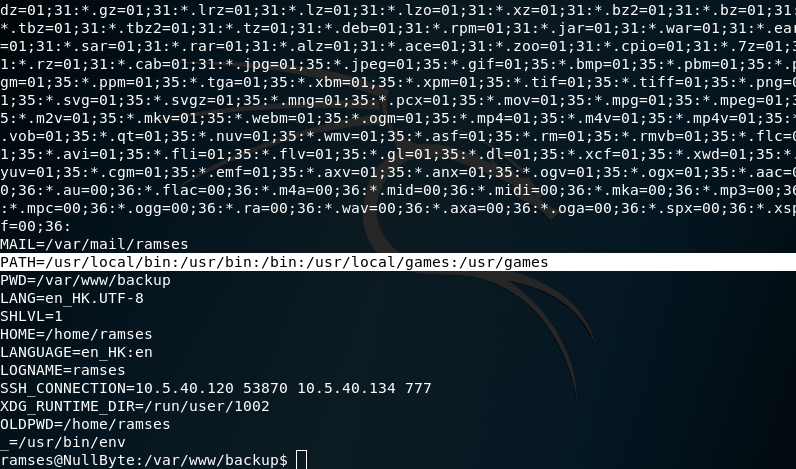 dz=01;31:*.gz=01;31:*.lrz=01;31:*.lz=01;31:*.lzo=01;31:*.xz=01;31:*.bz2=01;31:*.bz=01;31:
*.tbz=01;31:*.tbz2=01;31:*.tz=01;31:*.deb=01;31:*.rpm=01;31:*.jar=01;31:*.war=01;31:*.ear
=01;31:*.sar=01;31:*.rar=01;31:*.alz=01;31:*.ace=01;31:*.zoo=01;31:*.cpio=01;31:*.7z=01;3
1:*.rz=01;31:*.cab=01;31:*.jpg=01;35:*.jpeg=01;35:*.gif=01;35:*.bmp=01;35:*.pbm=01;35:*.p
gm=01;35:*.ppm=01;35:*.tga=01;35:*.xbm=01;35:*.xpm=01;35:*.tif=01;35:*.tiff=01;35:*.png=0
1;35:*.svg=01;35:*.svgz=01;35:*.mng=01;35:*.pcx=01;35:*.mov=01;35:*.mpg=01;35:*.mpeg=01;3
5:*.m2v=01;35:*.mkv=01;35:*.webm=01;35:*.ogm=01;35:*.mp4=01;35:*.m4v=01;35:*.mp4v=01;35:*
.vob=01;35:*.qt=01;35:*.nuv=01;35:*.wmv=01;35:*.asf=01;35:*.rm=01;35:*.rmvb=01;35:*.flc=0
1;35:*.avi=01;35:*.fli=01;35:*.flv=01;35:*.gl=01;35:*.dl=01;35:*.xcf=01;35:*.xwd=01;35:*.
yuv=01;35:*.cgm=01;35:*.emf=01;35:*.axv=01;35:*.anx=01;35:*.ogv=01;35:*.ogx=01;35:*.aac=0
0;36:*.au=00;36:*.flac=00;36:*.m4a=00;36:*.mid=00;36:*.midi=00;36:*.mka=00;36:*.mp3=00;36
:*.mpc=00;36:*.ogg=00;36:*.ra=00;36:*.wav=00;36:*.axa=00;36:*.oga=00;36:*.spx=00;36:*.xsp
f=00;36:
MAIL=/var/mail/ramses
PATH=/usr/local/bin:/usr/bin:/bin:/usr/local/games:/usr/games
PWD=/var/www/backup
LANG=en_HK.UTF-8
SHLVL=1
HOME=/home/ramses
LANGUAGE=en_HK:en
LOGNAME=ramses
SSH_CONNECTION=10.5.40.120 53870 10.5.40.134 777
XDG_RUNTIME_DIR=/run/user/1002
OLDPWD=/home/ramses
_=/usr/bin/env
ramses@NullByte:/var/www/backup$